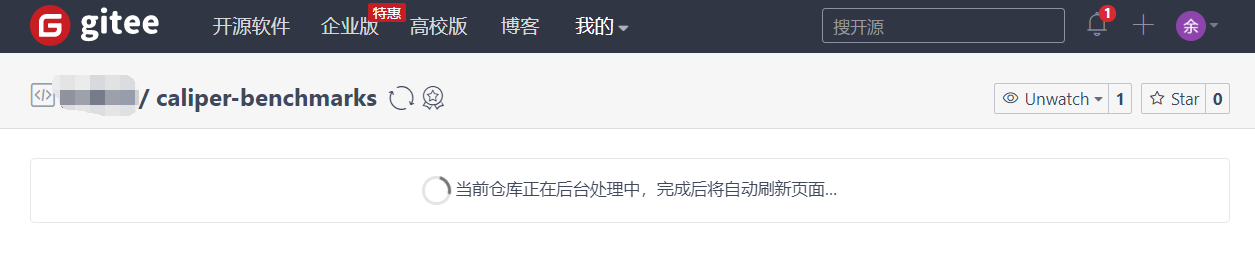 gitee 开源软件 企业版 特惠 高校版 博客 我的 搜开源 1 余
/ caliper-benchmarks Unwatch 1 Star 0
当前仓库正在后台处理中，完成后将自动刷新页面...